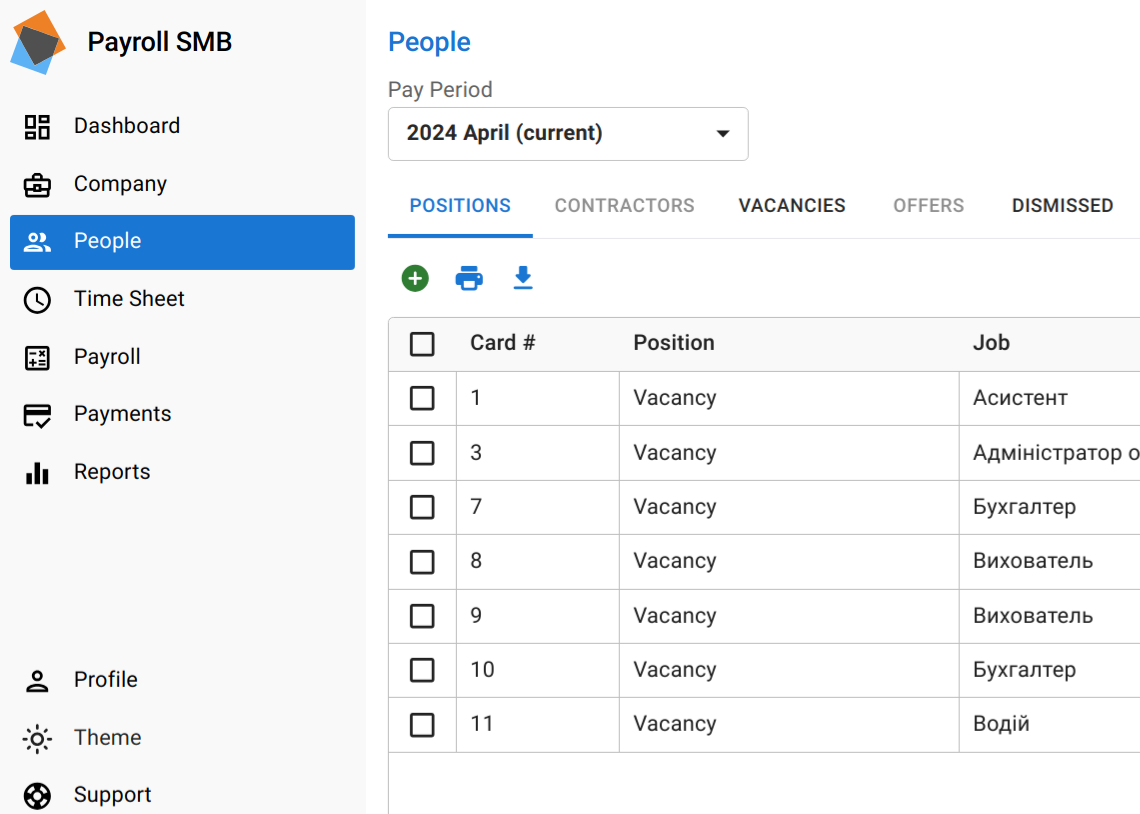 Payroll SMB
Dashboard
Company
People
Time Sheet
Payroll
Payments
Reports
Profile
Theme
Support
People
Pay Period
2024 April (current)
POSITIONS CONTRACTORS VACANCIES OFFERS DISMISSED
Card # Position Job
1 Vacancy Асистент
3 Vacancy Адміністратор о
7 Vacancy Бухгалтер
8 Vacancy Вихователь
9 Vacancy Вихователь
10 Vacancy Бухгалтер
11 Vacancy Водій